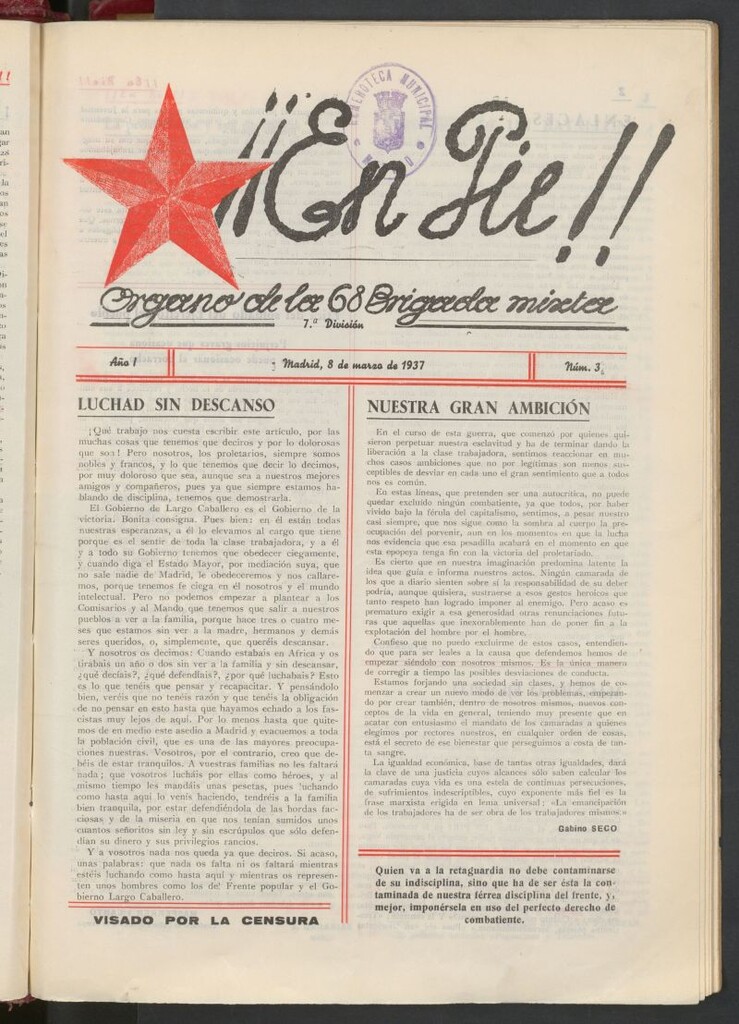 HEMEROTECA MUNICIPAL
¡¡En Pie!!
Organo de la 68 Brigada mixta
7.ª División
Año I
Madrid, 8 de marzo de 1937
Núm. 3
LUCHAD SIN DESCANSO
¡Qué trabajo nos cuesta escribir este artículo, por las
muchas cosas que tenemos que deciros y por lo dolorosas
que son! Pero nosotros, los proletarios, siempre somos
nobles y francos, y lo que tenemos que decir lo decimos,
por muy doloroso que sea, aunque sea a nuestros mejores
amigos y compañeros, pues ya que siempre estamos ha-
blando de disciplina, tenemos que demostrarla.
El Gobierno de Largo Caballero es el Gobierno de la
victoria. Bonita consigna. Pues bien: en él están todas
nuestras esperanzas, a él lo elevamos al cargo que tiene
porque es el sentir de toda la clase trabajadora, y a él
y a todo su Gobierno tenemos que obedecer ciegamente,
y cuando diga el Estado Mayor, por mediación suya, que
no sale nadie de Madrid, le obedeceremos y nos callare-
mos, porque tenemos fe ciega en él nosotros y el mundo
intelectual. Pero no podemos empezar a plantear a los
Comisarios y al Mando que tenemos que salir a nuestros
pueblos a ver a la familia, porque hace tres o cuatro me-
ses que estamos sin ver a la madre, hermanos y demás
seres queridos, o, simplemente, que queréis descansar.
Y nosotros os decimos: Cuando estabais en Africa y os
tirabais un año o dos sin ver a la familia y sin descansar,
¿qué decíais?, ¿qué defendíais?, ¿por qué luchabais? Esto
es lo que tenéis que pensar y recapacitar. Y pensándolo
bien, veréis que no tenéis razón y que tenéis la obligación
de no pensar en esto hasta que hayamos echado a los fas-
cistas muy lejos de aquí. Por lo menos hasta que quite-
mos de en medio este asedio a Madrid y evacuemos a toda
la población civil, que es una de las mayores preocupa-
ciones nuestras. Vosotros, por el contrario, creo que de-
béis de estar tranquilos. A vuestras familias no les faltará
nada; que vosotros lucháis por ellas como héroes, y al
mismo tiempo les mandáis unas pesetas, pues luchando
como hasta aquí lo venís haciendo, tendréis a la familia
bien tranquila, por estar defendiéndola de las hordas fac-
ciosas y de la miseria en que nos tenían sumidos unos
cuantos señoritos sin ley y sin escrúpulos que sólo defen-
dían su dinero y sus privilegios rancios.
Y a vosotros nada nos queda ya que deciros. Si acaso,
unas palabras: que nada os falta ni os faltará mientras
estéis luchando como hasta aquí y mientras os represen-
ten unos hombres como los del Frente popular y el Go-
bierno Largo Caballero.
VISADO POR LA CENSURA
NUESTRA GRAN AMBICIÓN
En el curso de esta guerra, que comenzó por quienes qui-
sieron perpetuar nuestra esclavitud y ha de terminar dando la
liberación a la clase trabajadora, sentimos reaccionar en mu-
chos casos ambiciones que no por legítimas son menos sus-
ceptibles de desviar en cada uno el gran sentimiento que a todos
nos es común.
En estas líneas, que pretenden ser una autocrítica, no puede
quedar excluído ningún combatiente, ya que todos, por haber
vivido bajo la férula del capitalismo, sentimos, a pesar nuestro
casi siempre, que nos sigue como la sombra al cuerpo la pre-
ocupación del porvenir, aun en los momentos en que la lucha
nos evidencia que esa pesadilla acabará en el momento en que
esta epopeya tenga fin con la victoria del proletariado.
Es cierto que en nuestra imaginación predomina latente la
idea que guía e informa nuestros actos. Ningún camarada de
los que a diario sienten sobre sí la responsabilidad de su deber
podría, aunque quisiera, sustraerse a esos gestos heroicos que
tanto respeto han logrado imponer al enemigo. Pero acaso es
prematuro exigir a esa generosidad otras renunciaciones futu-
ras que aquellas que inexorablemente han de poner fin a la
explotación del hombre por el hombre.
Confieso que no puedo excluirme de estos casos, entendien-
do que para ser leales a la causa que defendemos hemos de
empezar siéndolo con nosotros mismos. Es la única manera
de corregir a tiempo las posibles desviaciones de conducta.
Estamos forjando una sociedad sin clases, y hemos de co-
menzar a crear un nuevo modo de ver los problemas, empezan-
do por crear también, dentro de nosotros mismos, nuevos con-
ceptos de la vida en general, teniendo muy presente que en
acatar con entusiasmo el mandato de los camaradas a quienes
elegimos por rectores nuestros, en cualquier orden de cosas,
está el secreto de ese bienestar que perseguimos a costa de tan-
ta sangre.
La igualdad económica, base de tantas otras igualdades, dará
la clave de una justicia cuyos alcances sólo saben calcular los
camaradas cuya vida es una estela de continuas persecuciones,
de sufrimientos indescriptibles, cuyo exponente más fiel es la
frase marxista erigida en lema universal; «La emancipación
de los trabajadores ha de ser obra de los trabajadores mismos.»
Gabino SECO
Quien va a la retaguardia no debe contaminarse
de su indisciplina, sino que ha de ser ésta la con-
taminada de nuestra férrea disciplina del frente, y,
mejor, imponérsela en uso del perfecto derecho de
combatiente.